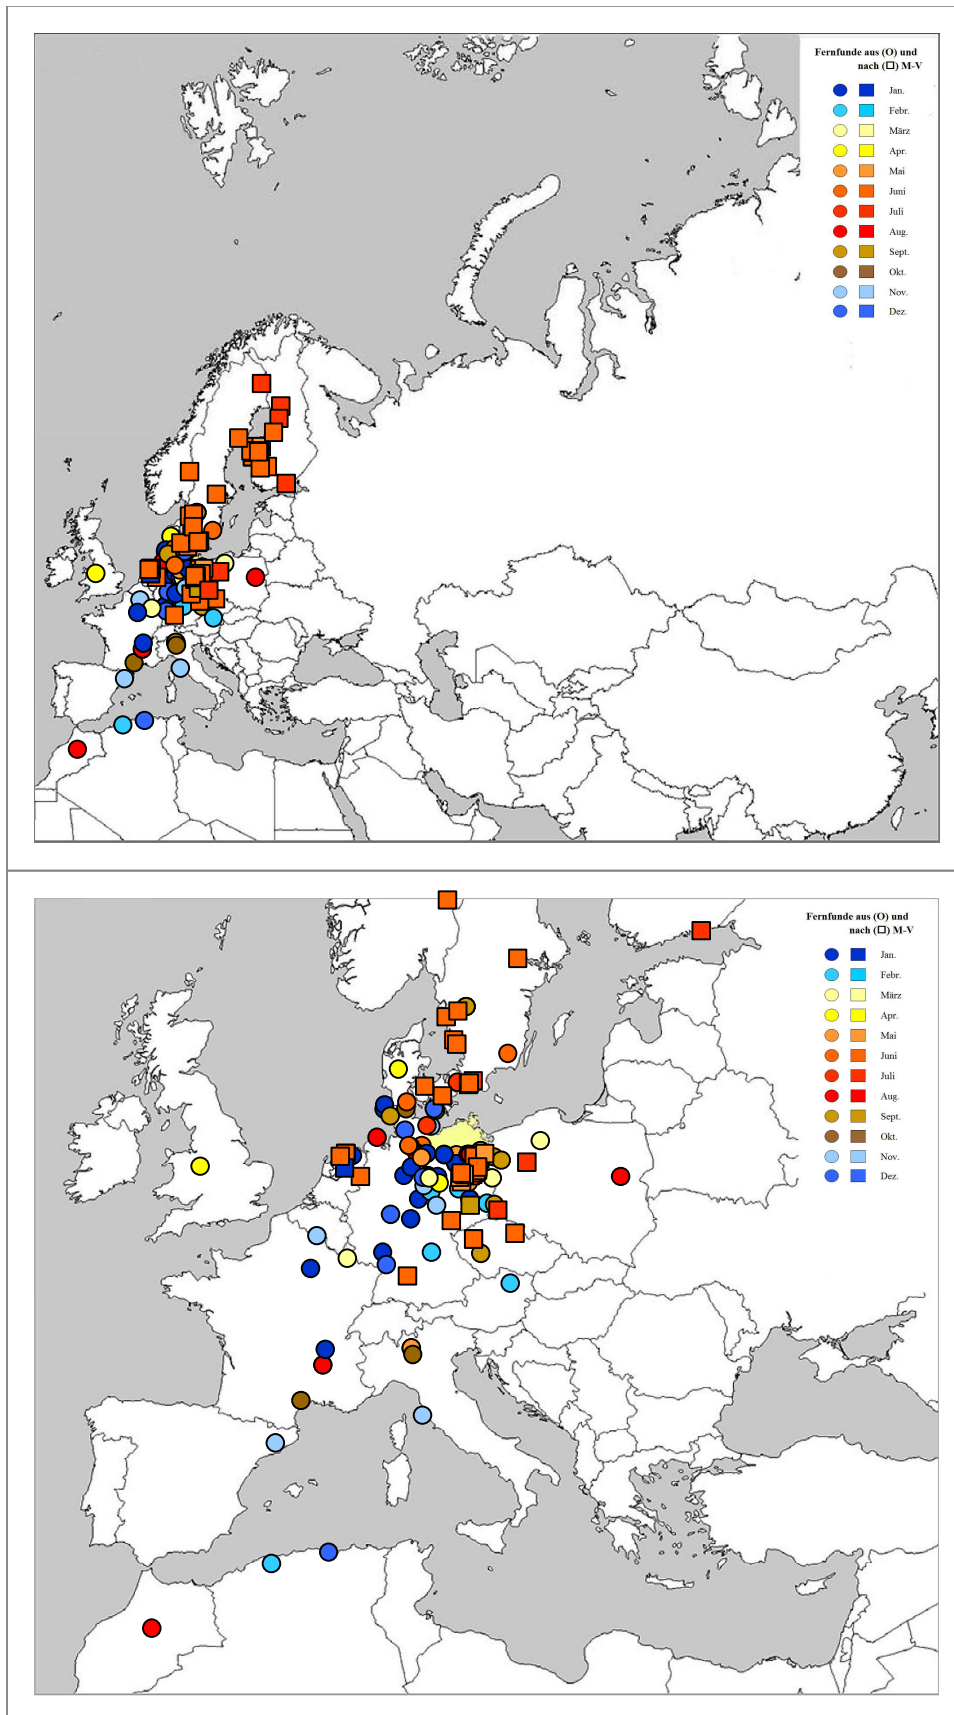 Fernfunde aus (O) und
nach (□) M-V
Jan.
Febr.
März
Apr.
Mai
Juni
Juli
Aug.
Sept.
Okt.
Nov.
Dez.
Fernfunde aus (O) und
nach (□) M-V
Jan.
Febr.
März
Apr.
Mai
Juni
Juli
Aug.
Sept.
Okt.
Nov.
Dez.